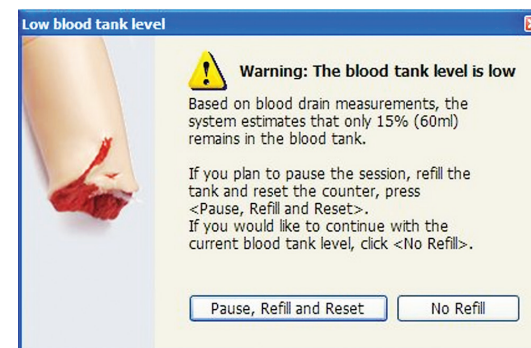 Low blood tank level
Warning: The blood tank level is low
Based on blood drain measurements, the
system estimates that only 15% (60ml)
remains in the blood tank.
If you plan to pause the session, refill the
tank and reset the counter, press
<Pause, Refill and Reset>.
If you would like to continue with the
current blood tank level, click <No Refill>.
Pause, Refill and Reset
No Refill